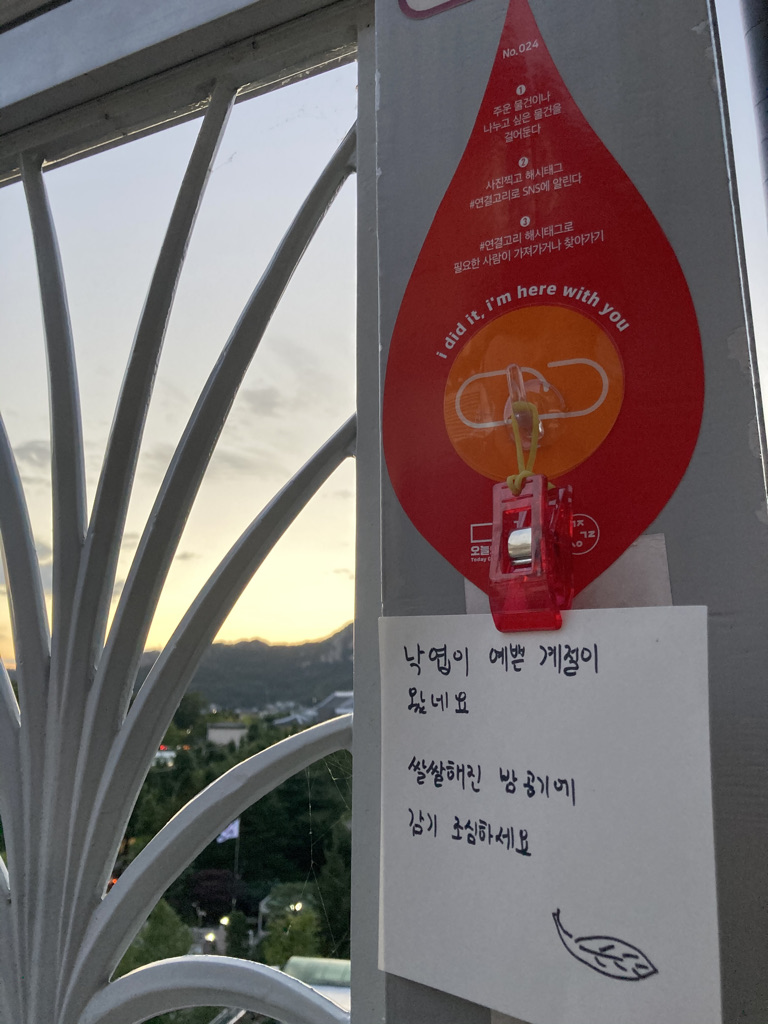 No.024
1
주운 물건이나
나누고 싶은 물건을
걸어둔다
2
사진찍고 해시태그
#연결고리로 SNS에 알린다
3
#연결고리 해시태그로
필요한 사람이 가져가거나 찾아가기
i did it, i'm here with you
오늘
Today
낙엽이 예쁜 계절이
왔네요
쌀쌀해진 밤공기에
감기 조심하세요